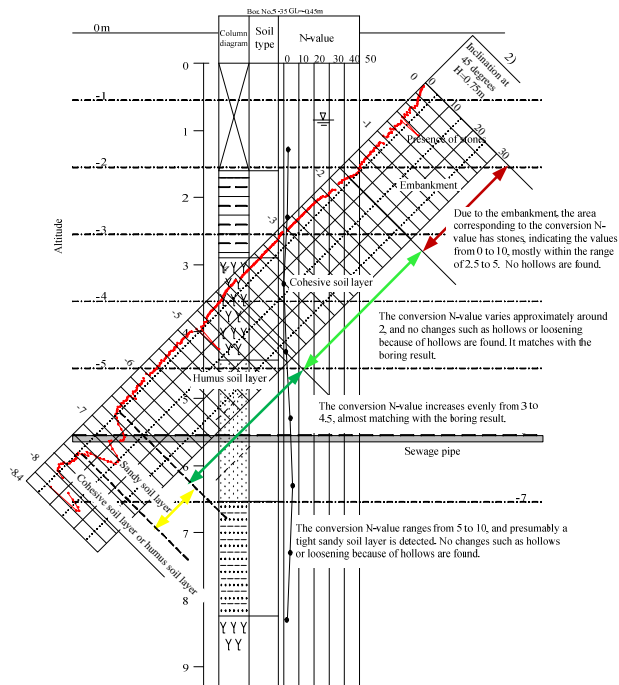 Bor. No.5-35 GL=-0.45m
0m
Column
diagram
Soil
type
N-value
0 10 20 30 40 50
2)
Inclination at
45 degrees
H=0.75m
0
1
2
3
4
5
6
7
8
9
Altitude
-1
-2
-3
-4
-5
-7
0
-1
-2
-3
-5
-6
-7
-8
-8.4
0
10
20
30
Presence of stones
Embankment
Due to the embankment, the area
corresponding to the conversion N-
value has stones, indicating the values
from 0 to 10, mostly within the range
of 2.5 to 5. No hollows are found.
Cohesive soil layer
The conversion N-value varies approximately around
2, and no changes such as hollows or loosening
because of hollows are found. It matches with the
boring result.
Humus soil layer
The conversion N-value increases evenly from 3 to
4.5, almost matching with the boring result.
Sewage pipe
Sandy soil layer
Cohesive soil layer or humus soil layer
The conversion N-value ranges from 5 to 10, and presumably a
tight sandy soil layer is detected. No changes such as hollows
or loosening because of hollows are found.